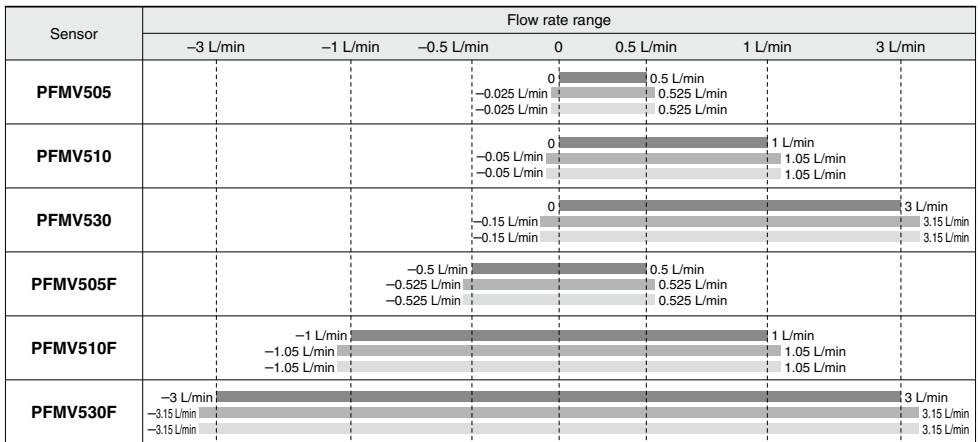 Sensor
Flow rate range
–3 L/min –1 L/min –0.5 L/min 0 0.5 L/min 1 L/min 3 L/min
PFMV505
0 0.5 L/min
–0.025 L/min 0.525 L/min
–0.025 L/min 0.525 L/min
PFMV510
0 1 L/min
–0.05 L/min 1.05 L/min
–0.05 L/min 1.05 L/min
PFMV530
0 3 L/min
–0.15 L/min 3.15 L/min
–0.15 L/min 3.15 L/min
PFMV505F
–0.5 L/min 0.5 L/min
–0.525 L/min 0.525 L/min
–0.525 L/min 0.525 L/min
PFMV510F
–1 L/min 1 L/min
–1.05 L/min 1.05 L/min
–1.05 L/min 1.05 L/min
PFMV530F
–3 L/min 3 L/min
–3.15 L/min 3.15 L/min
–3.15 L/min 3.15 L/min